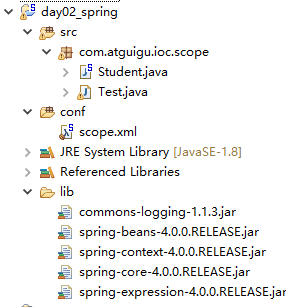 day02_spring
src
com.atguigu.ioc.scope
Student.java
Test.java
conf
scope.xml
JRE System Library [JavaSE-1.8]
Referenced Libraries
lib
commons-logging-1.1.3.jar
spring-beans-4.0.0.RELEASE.jar
spring-context-4.0.0.RELEASE.jar
spring-core-4.0.0.RELEASE.jar
spring-expression-4.0.0.RELEASE.jar